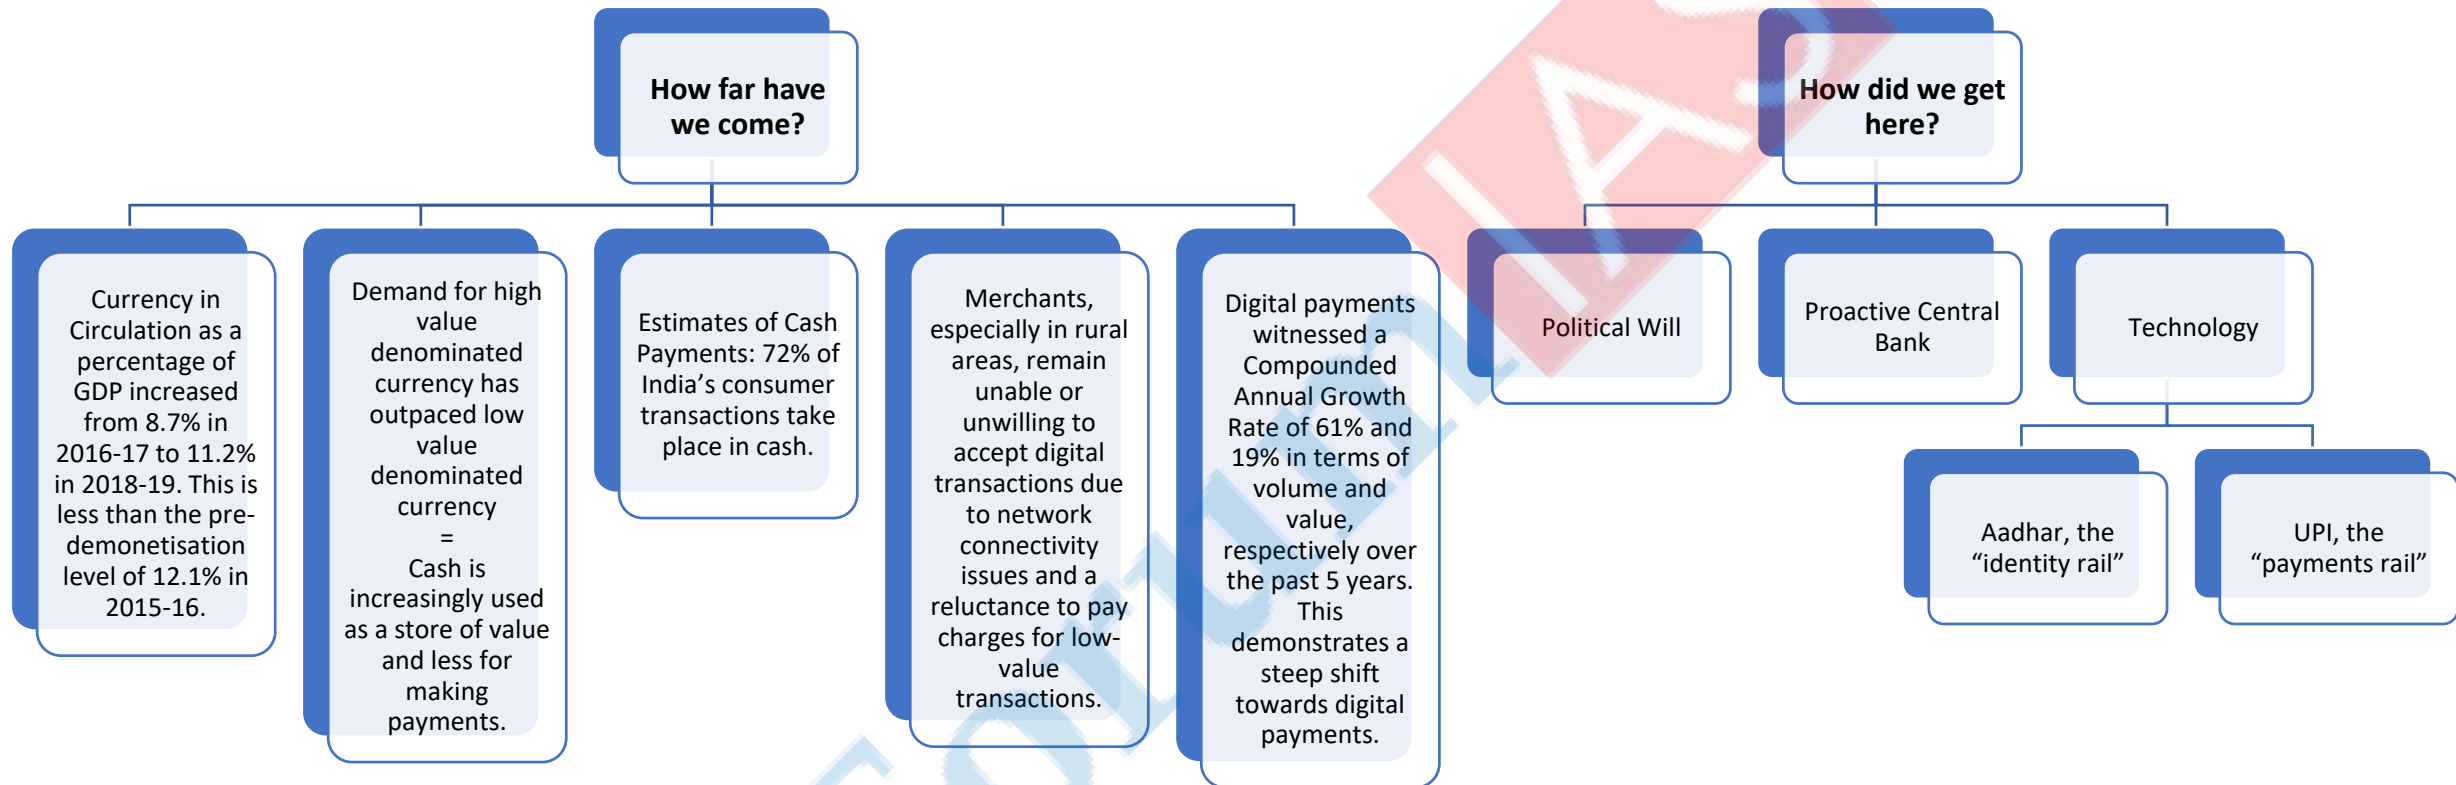 How far have
we come?
Currency in
Circulation as a
percentage of
GDP increased
from 8.7% in
2016-17 to 11.2%
in 2018-19. This is
less than the pre-
demonetisation
level of 12.1% in
2015-16.
Demand for high
value
denominated
currency has
outpaced low
value
denominated
currency
=
Cash is
increasingly used
as a store of value
and less for
making
payments.
Estimates of Cash
Payments: 72% of
India’s consumer
transactions take
place in cash.
Merchants,
especially in rural
areas, remain
unable or
unwilling to
accept digital
transactions due
to network
connectivity
issues and a
reluctance to pay
charges for low-
value
transactions.
Digital payments
witnessed a
Compounded
Annual Growth
Rate of 61% and
19% in terms of
volume and
value,
respectively over
the past 5 years.
This
demonstrates a
steep shift
towards digital
payments.
How did we get
here?
Political Will
Proactive Central
Bank
Technology
Aadhar, the
“identity rail”
UPI, the
“payments rail”
Forum IAS